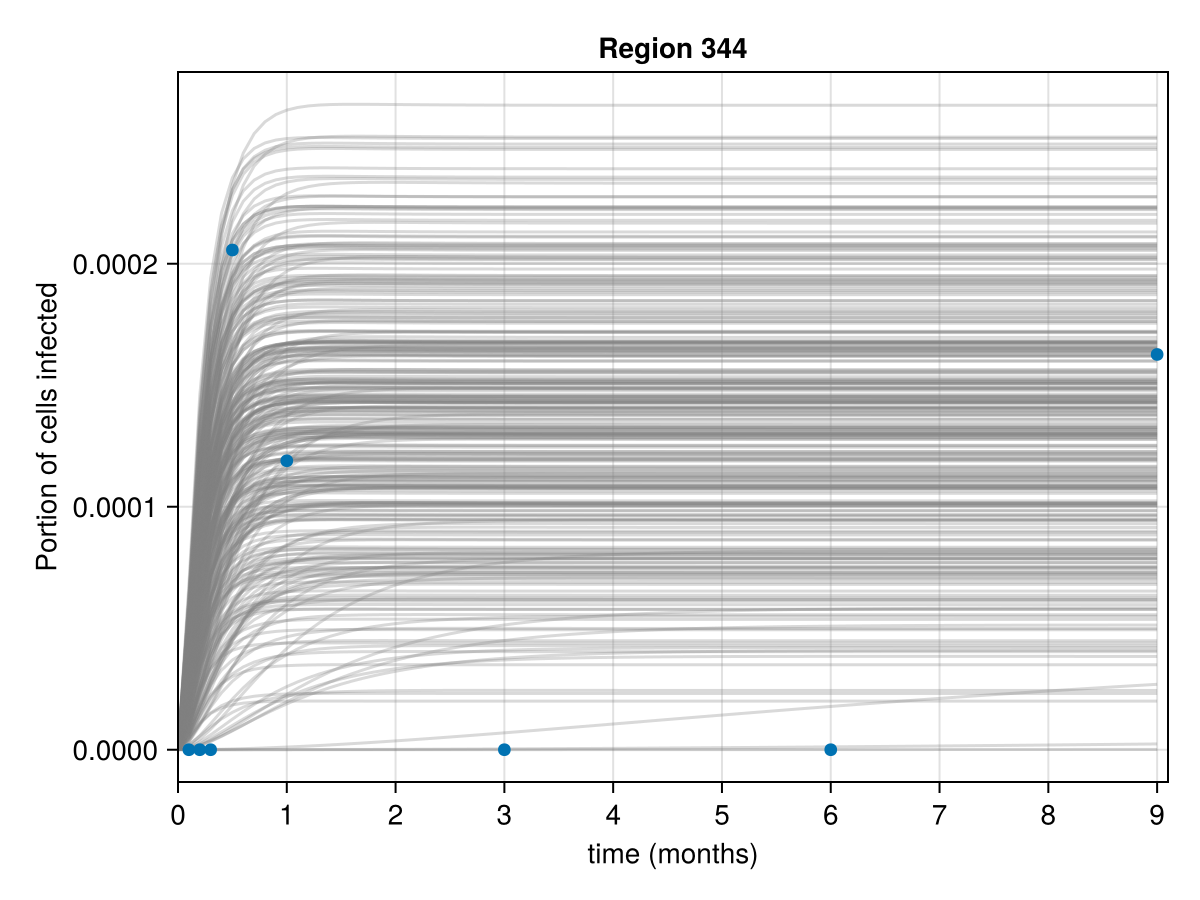 Region 344
Portion of cells infected
0.0002
0.0001
0.0000
0 1 2 3 4 5 6 7 8 9
time (months)